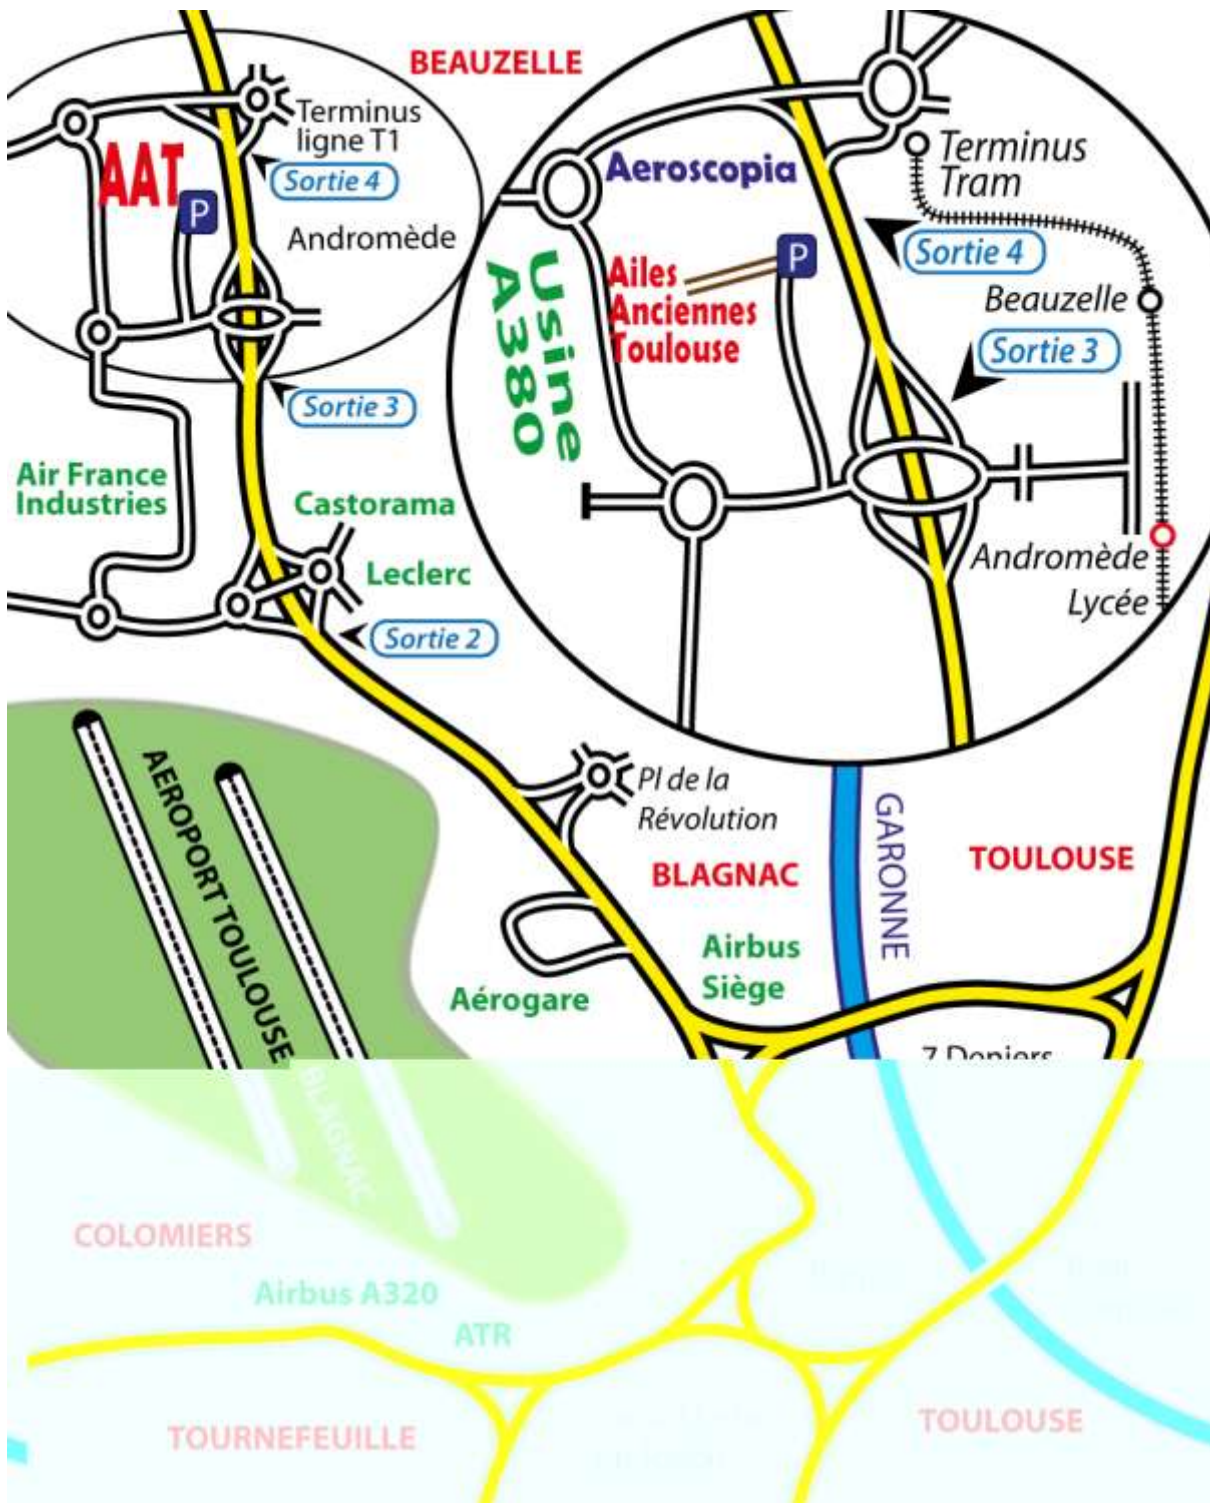 BEAUZELLE
Terminus
ligne T1
AAT
Sortie 4
P
Andromède
Sortie 3
Air France
Industries
Castorama
Leclerc
Sortie 2
Aeroscopia
Terminus
Tram
Sortie 4
Usine
A380
Ailes
Anciennes
Toulouse
P
Beauzelle
Sortie 3
Andromède
Lycée
AEROPORT TOULOUSE
BLAGNAC
Pl de la
Révolution
BLAGNAC
GARONNE
TOULOUSE
Airbus
Siège
Aérogare
7 Deniers
COLOMIERS
Airbus A320
ATR
TOURNEFEUILLE
TOULOUSE